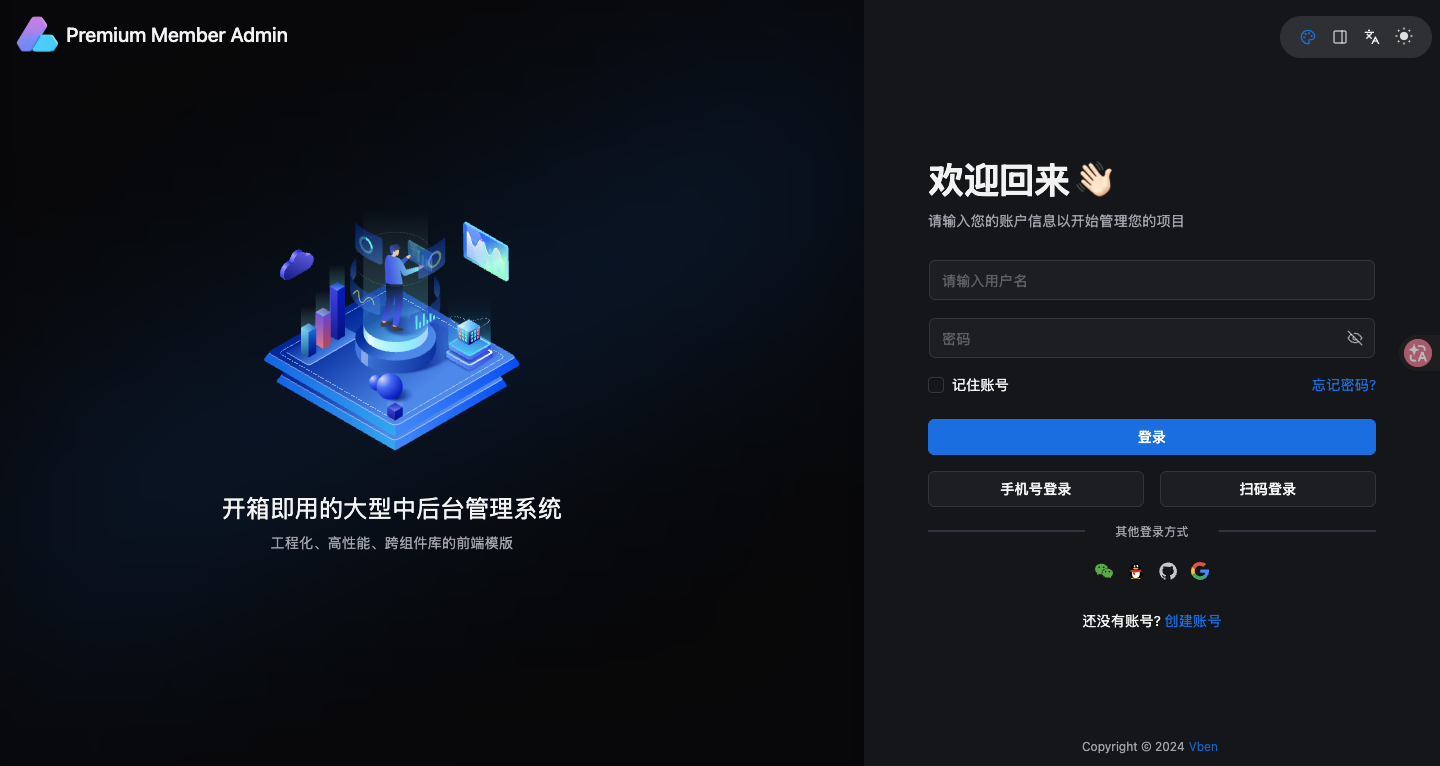 Premium Member Admin
开箱即用的大型中后台管理系统
工程化、高性能、跨组件库的前端模版
欢迎回来
请输入您的账户信息以开始管理您的项目
请输入用户名
密码
记住账号
忘记密码?
登录
手机号登录
扫码登录
其他登录方式
还没有账号? 创建账号
Copyright © 2024 Vben